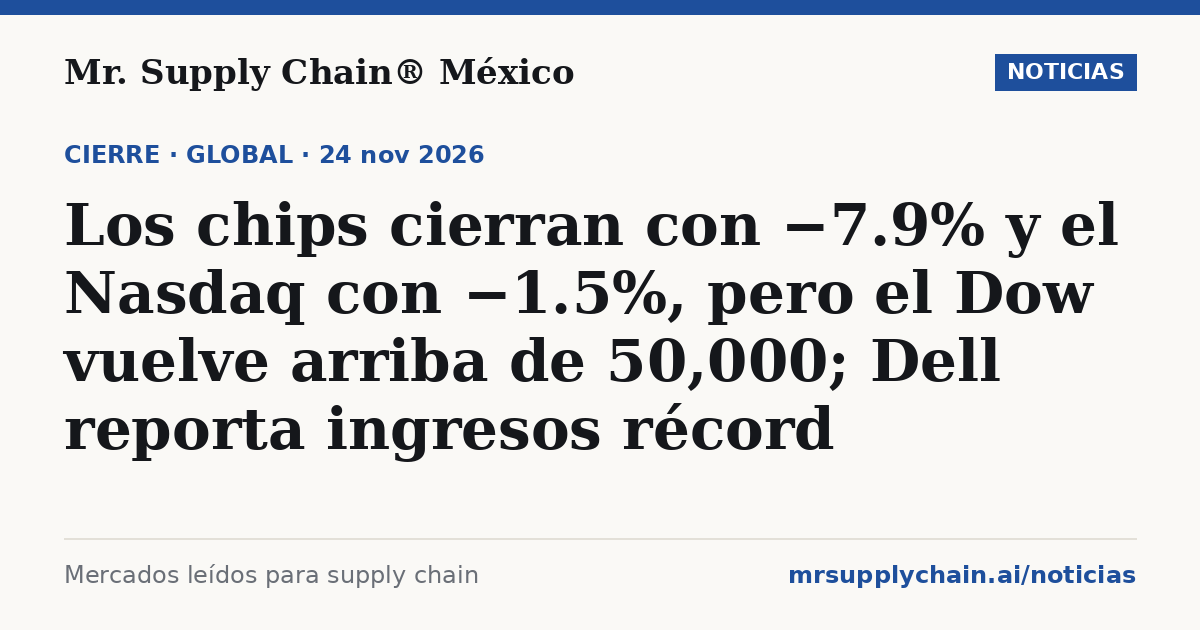 Mr. Supply Chain® México
NOTICIAS
CIERRE · GLOBAL · 24 nov 2026
Los chips cierran con −7.9% y el
Nasdaq con −1.5%, pero el Dow
vuelve arriba de 50,000; Dell
reporta ingresos récord
Mercados leídos para supply chain
mrsupplychain.ai/noticias